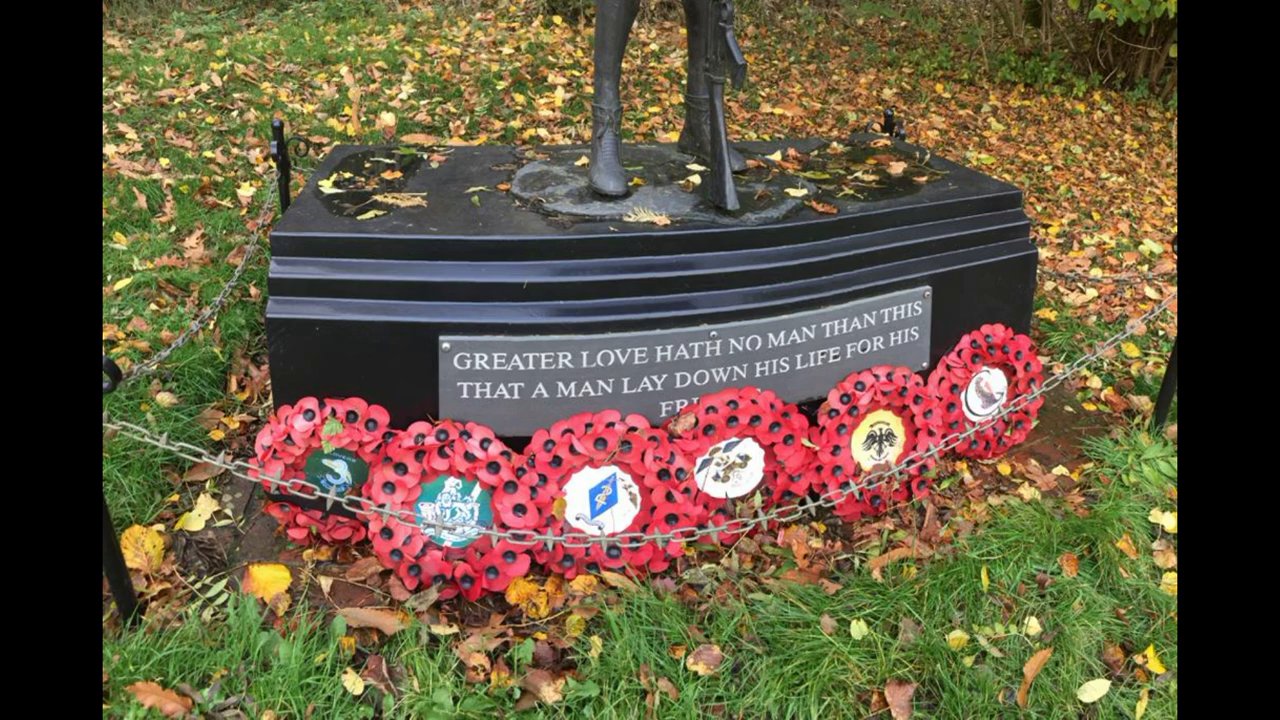 GREATER LOVE HATH NO MAN THAN THIS
THAT A MAN LAY DOWN HIS LIFE FOR HIS